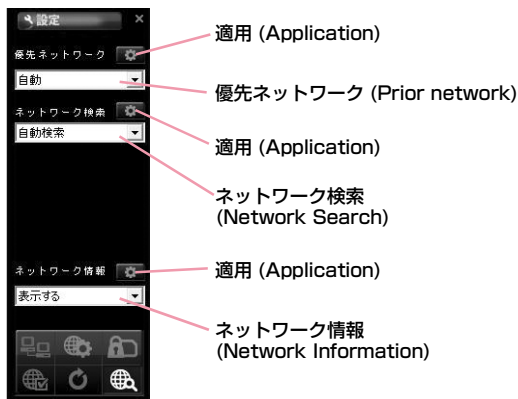 設定
優先ネットワーク
自動
ネットワーク検索
自動検索
ネットワーク情報
表示する
適用 (Application)
優先ネットワーク (Prior network)
適用 (Application)
ネットワーク検索
(Network Search)
適用 (Application)
ネットワーク情報
(Network Information)